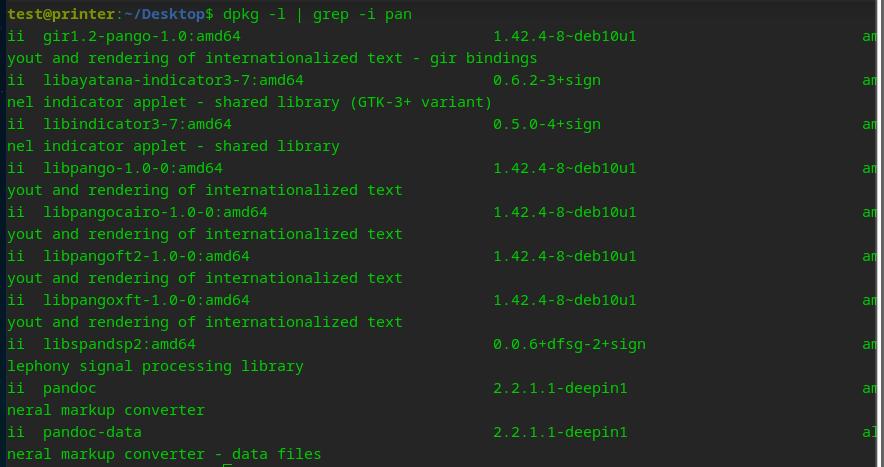 test@printer:~/Desktop$ dpkg -l | grep -i pan
ii  gir1.2-pango-1.0:amd64                            1.42.4-8~deb10u1                         am
yout and rendering of internationalized text - gir bindings
ii  libayatana-indicator3-7:amd64                     0.6.2-3+sign                             am
nel indicator applet - shared library (GTK-3+ variant)
ii  libindicator3-7:amd64                             0.5.0-4+sign                             am
nel indicator applet - shared library
ii  libpango-1.0-0:amd64                              1.42.4-8~deb10u1                         am
yout and rendering of internationalized text
ii  libpangocairo-1.0-0:amd64                         1.42.4-8~deb10u1                         am
yout and rendering of internationalized text
ii  libpangoft2-1.0-0:amd64                           1.42.4-8~deb10u1                         am
yout and rendering of internationalized text
ii  libpangoxft-1.0-0:amd64                           1.42.4-8~deb10u1                         am
yout and rendering of internationalized text
ii  libspandsp2:amd64                                 0.0.6+dfsg-2+sign                        am
lephony signal processing library
ii  pandoc                                            2.2.1.1-deepin1                          am
neral markup converter
ii  pandoc-data                                       2.2.1.1-deepin1                          al
neral markup converter - data files